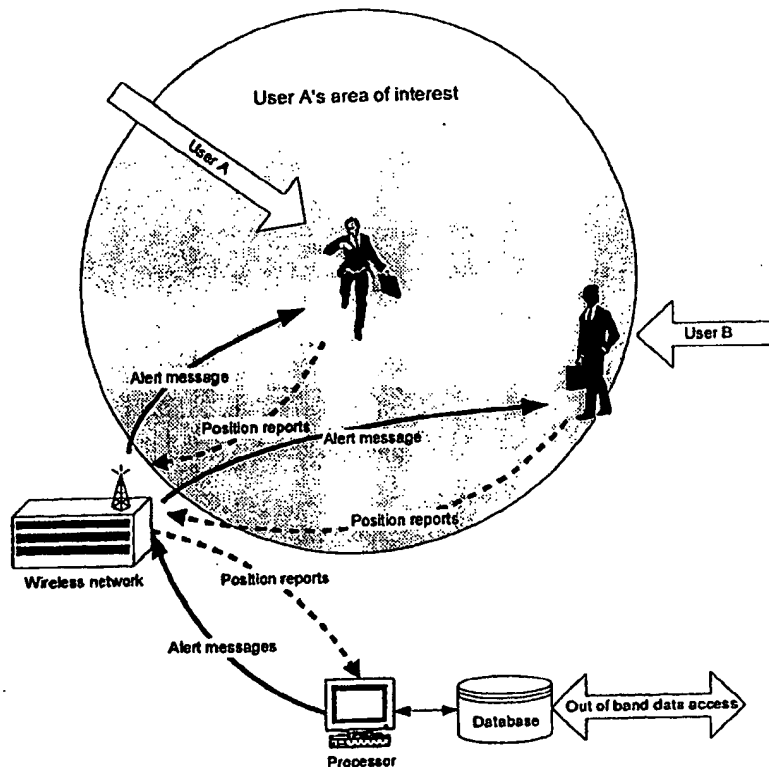 User A's area of interest
User A
User B
Alert message
Position reports
Alert message
Position reports
Wireless network
Position reports
Alert messages
Database
Out of band data access
Processor